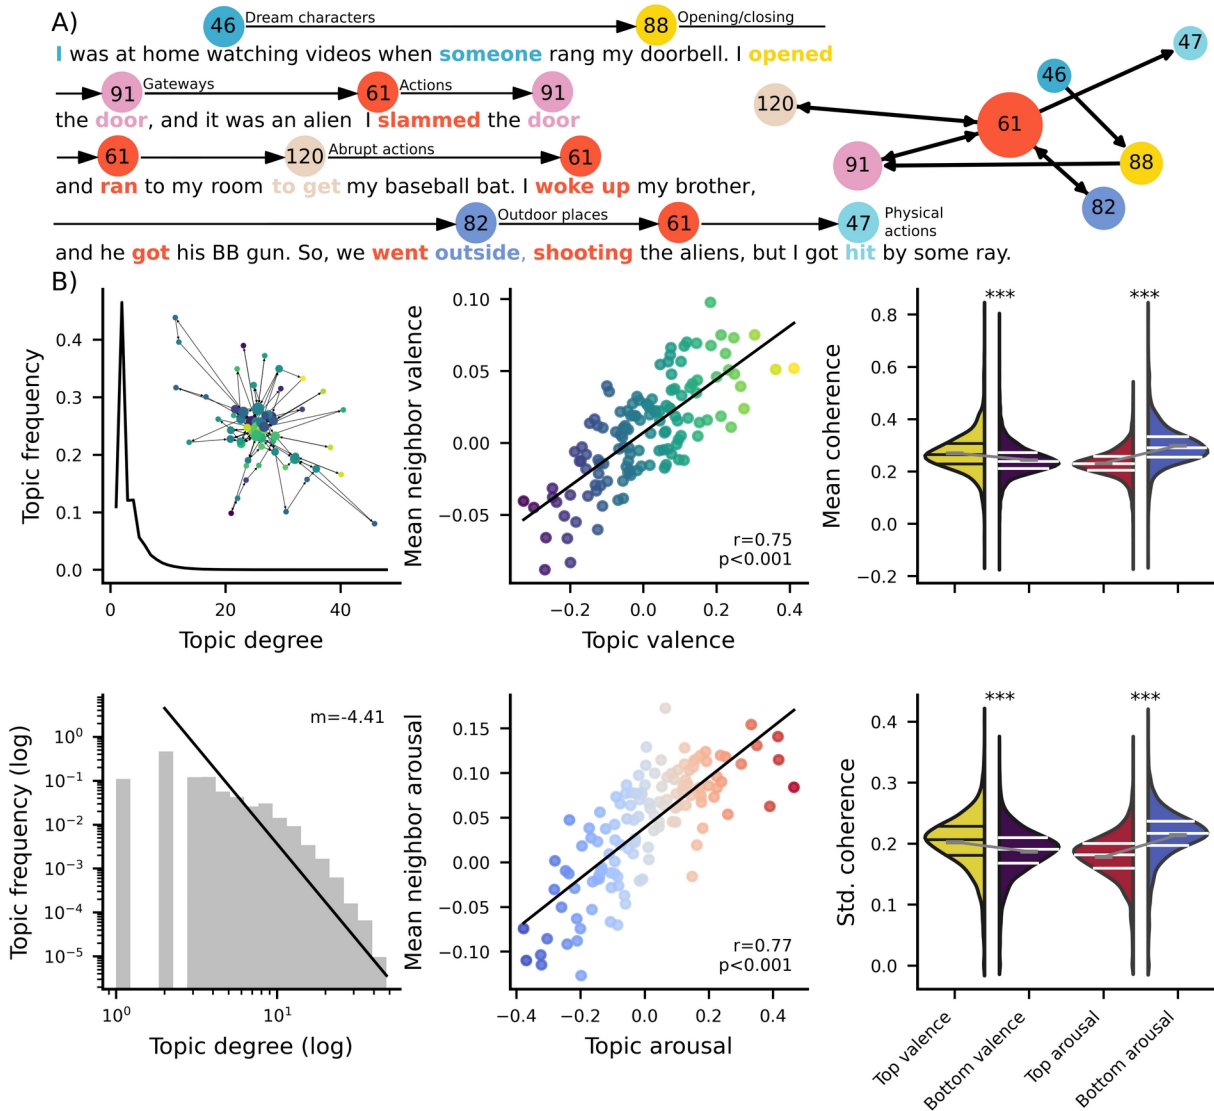 A)
46 Dream characters 88 Opening/closing
I was at home watching videos when someone rang my doorbell. I opened
91 Gateways 61 Actions 91
the door, and it was an alien I slammed the door
61 120 Abrupt actions 61
and ran to my room to get my baseball bat. I woke up my brother,
82 Outdoor places 61 47 Physical
actions
and he got his BB gun. So, we went outside, shooting the aliens, but I got hit by some ray.
47
46
120
61
91
88
82
B)
Topic frequency
0.4
0.3
0.2
0.1
0.0
0 20 40
Topic degree
Mean neighbor valence
0.10
0.05
0.00
−0.05
r=0.75
p<0.001
−0.2 0.0 0.2 0.4
Topic valence
Mean coherence
*** ***
0.8
0.6
0.4
0.2
0.0
−0.2
Topic frequency (log)
m=-4.41
10⁰
10⁻¹
10⁻²
10⁻³
10⁻⁴
10⁻⁵
10⁰ 10¹
Topic degree (log)
Mean neighbor arousal
0.15
0.10
0.05
0.00
−0.05
−0.10
r=0.77
p<0.001
−0.4 −0.2 0.0 0.2 0.4
Topic arousal
Std. coherence
*** ***
0.4
0.3
0.2
0.1
0.0
Top valence
Bottom valence
Top arousal
Bottom arousal